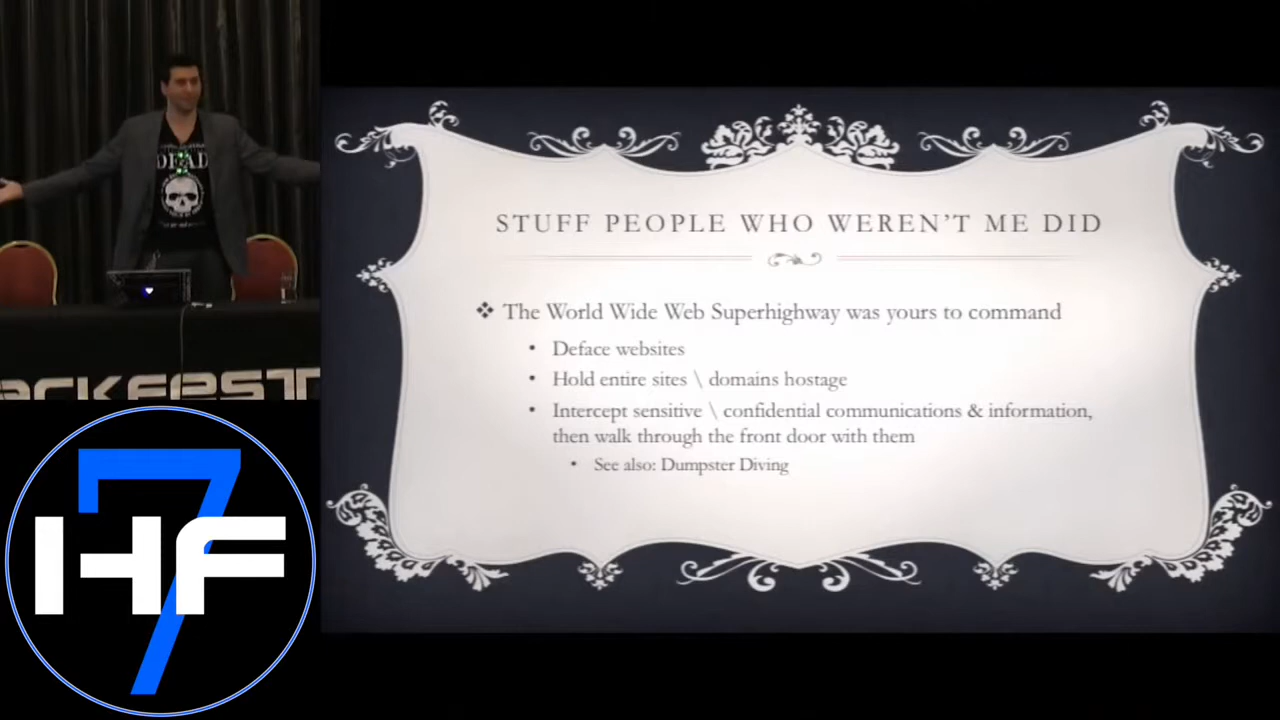 DEAD
STUFF PEOPLE WHO WEREN'T ME DID
❖ The World Wide Web Superhighway was yours to command
• Deface websites
• Hold entire sites \ domains hostage
• Intercept sensitive \ confidential communications & information,
then walk through the front door with them
• See also: Dumpster Diving
ACKFEST
7
HF